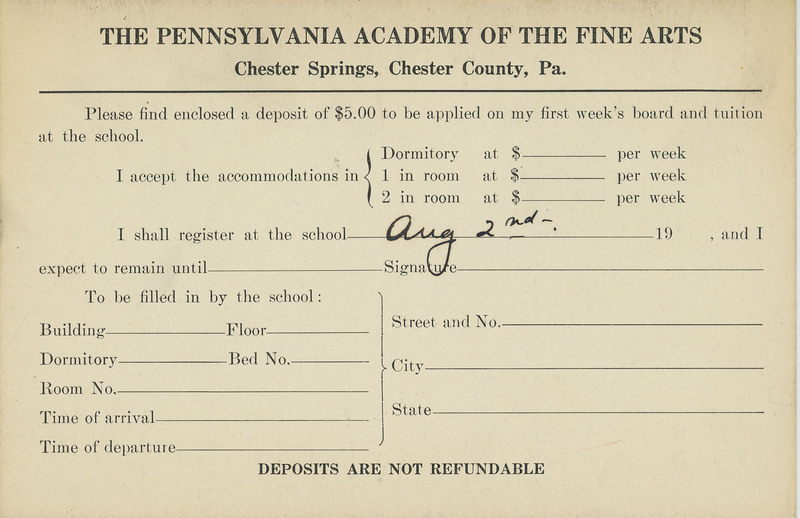 THE PENNSYLVANIA ACADEMY OF THE FINE ARTS
Chester Springs, Chester County, Pa.
Please find enclosed a deposit of $5.00 to be applied on my first week's board and tuition
at the school.
I accept the accommodations in
Dormitory at $ per week
1 in room at $ per week
2 in room at $ per week
I shall register at the school Aug 2nd-. 19 , and I
expect to remain until Signature
To be filled in by the school:
Building Floor
Dormitory Bed No.
Room No.
Time of arrival
Time of departure
Street and No.
City
State
DEPOSITS ARE NOT REFUNDABLE